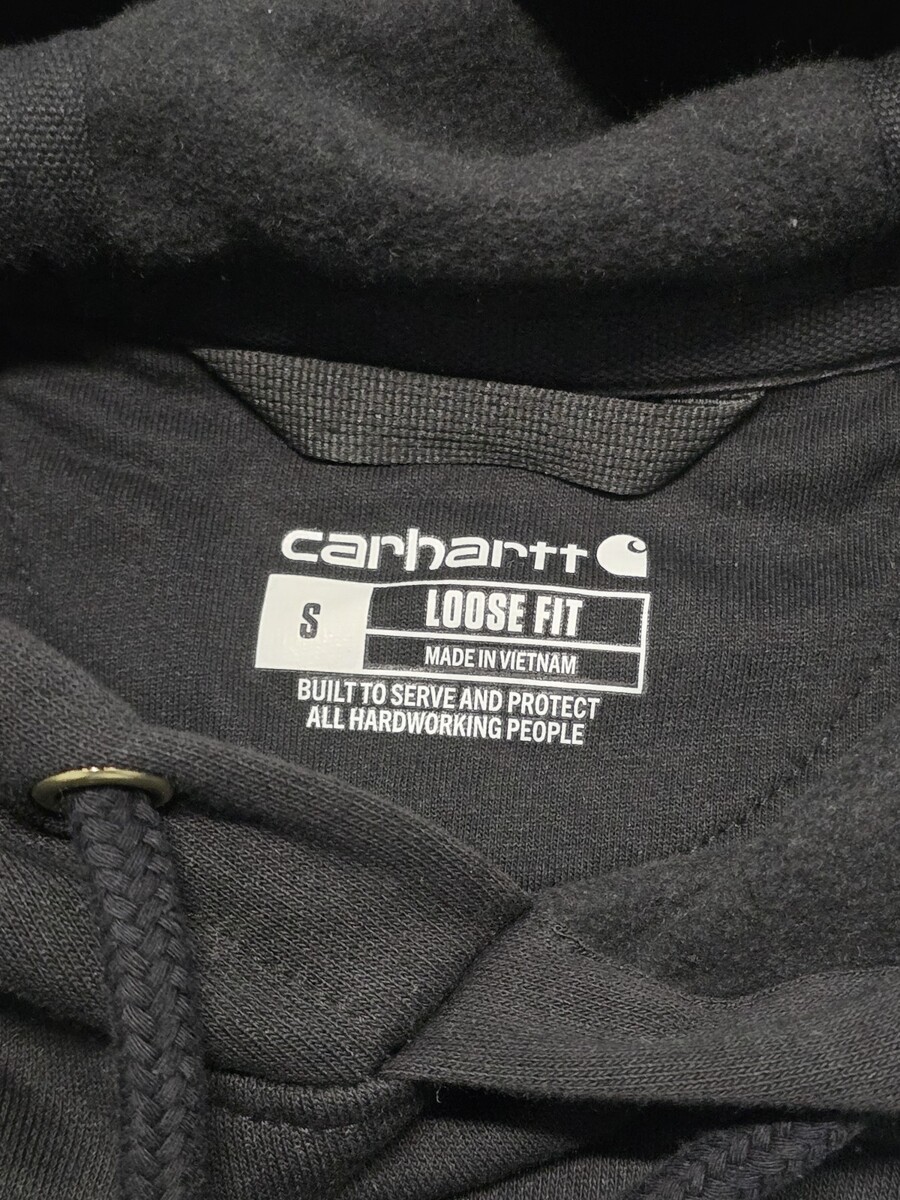 carhartt
S
LOOSE FIT
MADE IN VIETNAM
BUILT TO SERVE AND PROTECT
ALL HARDWORKING PEOPLE